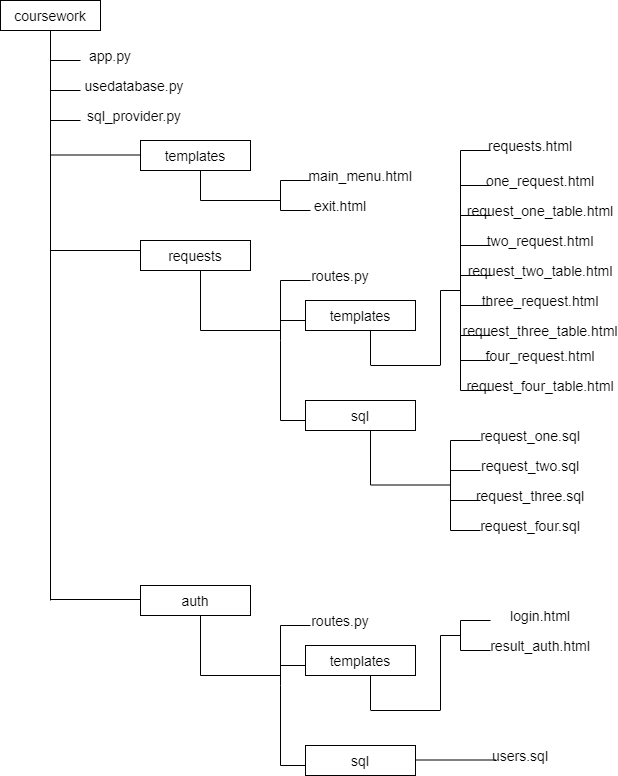 coursework
app.py
usedatabase.py
sql_provider.py
templates
main_menu.html
exit.html
requests
routes.py
templates
requests.html
one_request.html
request_one_table.html
two_request.html
request_two_table.html
three_request.html
request_three_table.html
four_request.html
request_four_table.html
sql
request_one.sql
request_two.sql
request_three.sql
request_four.sql
auth
routes.py
templates
login.html
result_auth.html
sql
users.sql